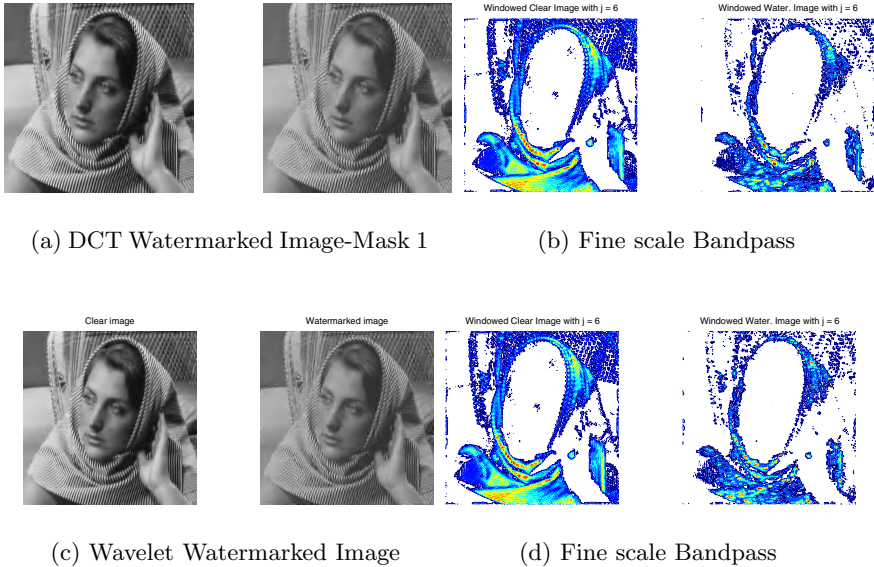 Windowed Clear Image with j = 6
Windowed Water. Image with j = 6
(a) DCT Watermarked Image-Mask 1
(b) Fine scale Bandpass
Clear image
Watermarked image
Windowed Clear Image with j = 6
Windowed Water. Image with j = 6
(c) Wavelet Watermarked Image
(d) Fine scale Bandpass